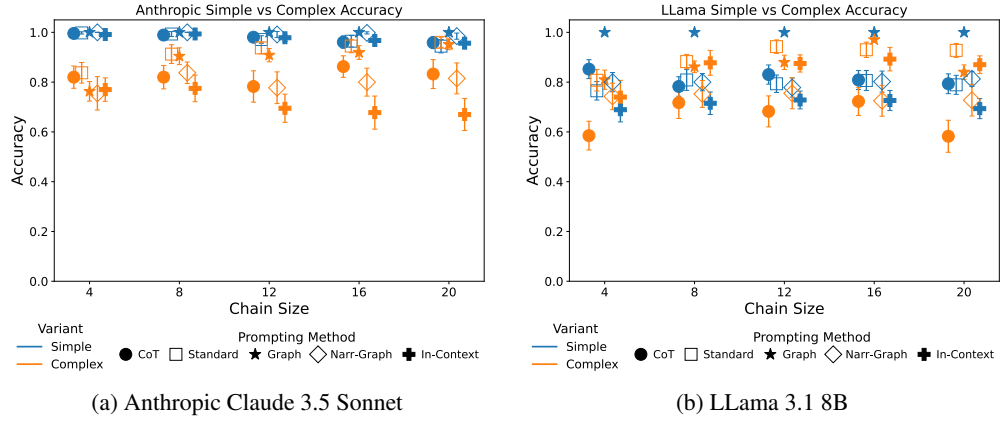 Anthropic Simple vs Complex Accuracy
1.0
0.8
0.6
0.4
0.2
0.0
Accuracy
4 8 12 16 20
Chain Size
Variant
Simple
Complex
Prompting Method
CoT Standard Graph Narr-Graph In-Context
(a) Anthropic Claude 3.5 Sonnet
LLama Simple vs Complex Accuracy
1.0
0.8
0.6
0.4
0.2
0.0
Accuracy
4 8 12 16 20
Chain Size
Variant
Simple
Complex
Prompting Method
CoT Standard Graph Narr-Graph In-Context
(b) LLama 3.1 8B